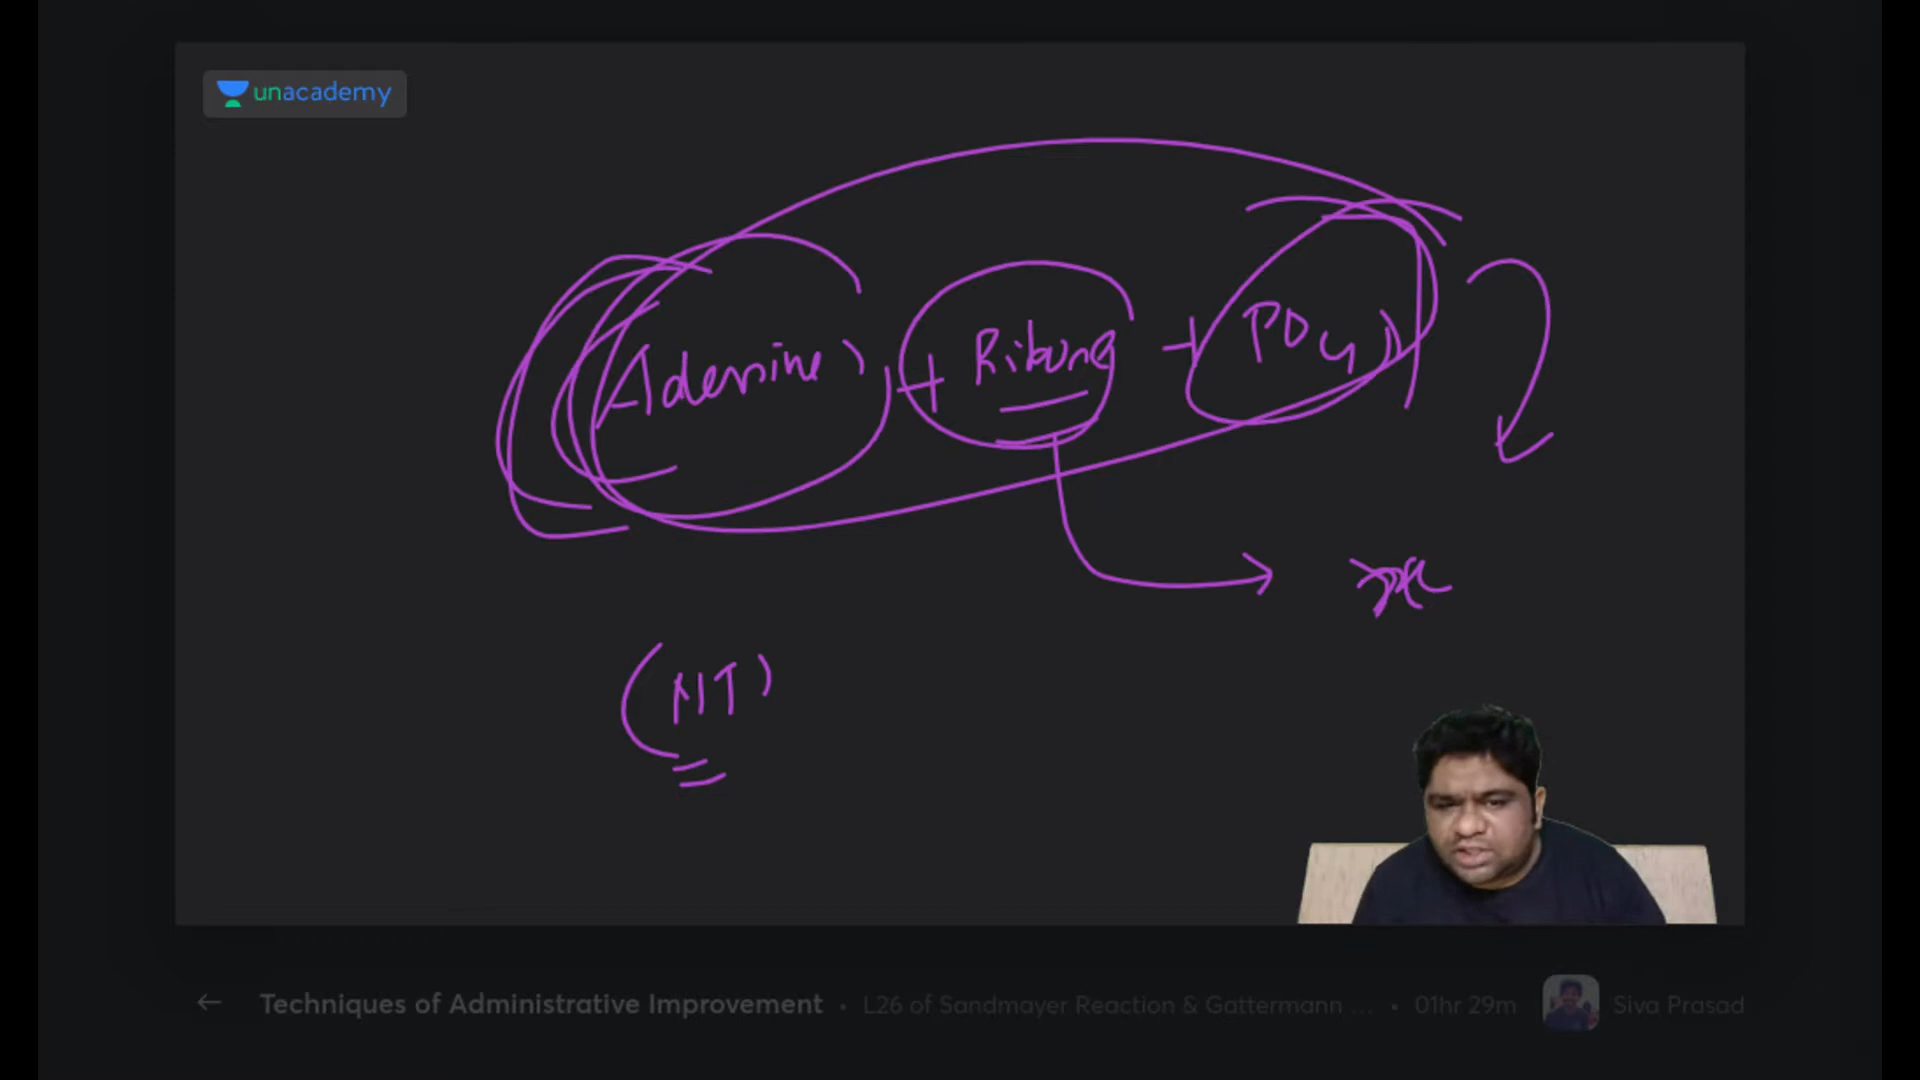 unacademy
Adenine) + Ribose + PO4)
(NT)
← Techniques of Administrative Improvement • L26 of Sandmayer Reaction & Gattermann ... • 01hr 29m Siva Prasad